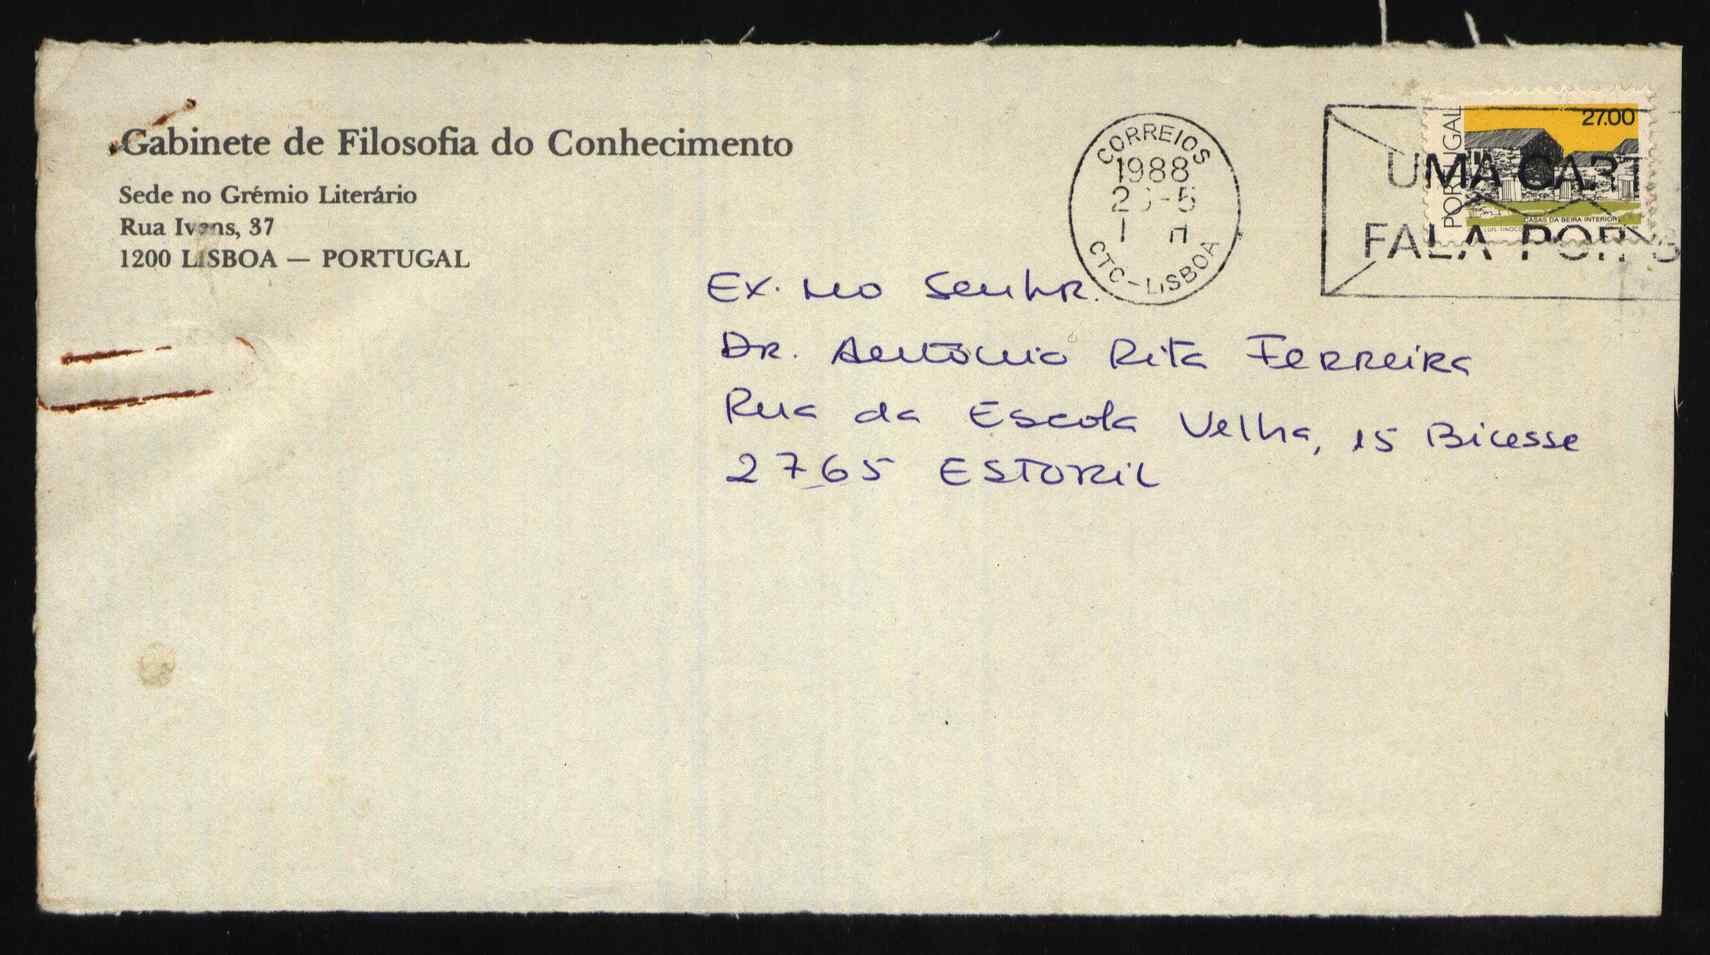 Gabinete de Filosofia do Conhecimento
Sede no Grémio Literário
Rua Ivens, 37
1200 LISBOA — PORTUGAL
CORREIOS
1988
CTC-LISBOA
PORTUGAL
27.00
CASAS DA BEIRA INTERIOR
UMA CART
FALA POR
Ex. mo Senhr.
Dr. António Rita Ferreira
Rua da Escola Velha, 15 Bicesse
2765 ESTORIL